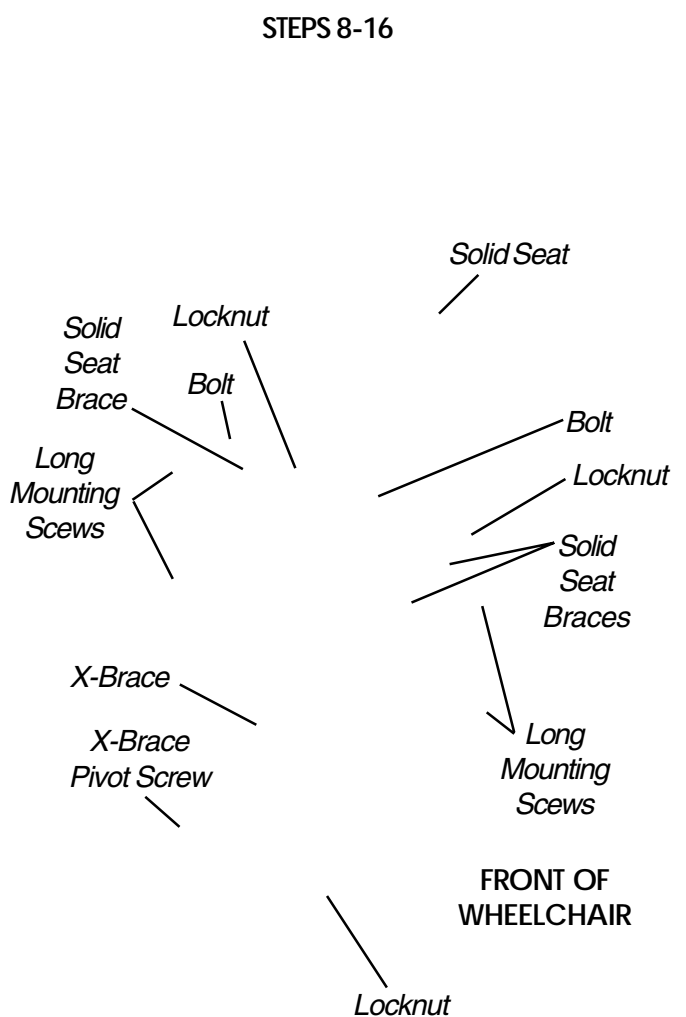 STEPS 8-16
Solid Seat
Locknut
Solid
Seat
Brace
Bolt
Bolt
Long
Mounting
Scews
Locknut
Solid
Seat
Braces
X-Brace
X-Brace
Pivot Screw
Long
Mounting
Scews
FRONT OF
WHEELCHAIR
Locknut